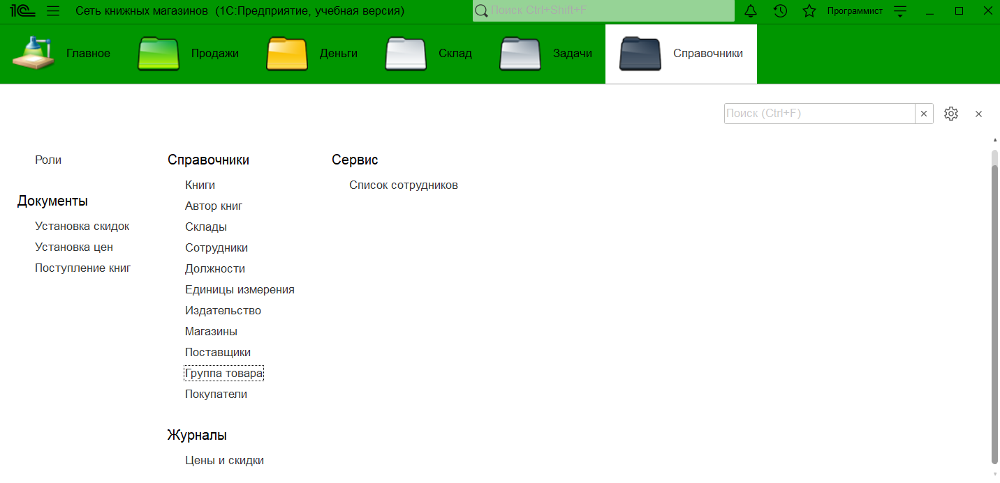 1С Сеть книжных магазинов (1С:Предприятие, учебная версия) Поиск Ctrl+Shift+F Программист
Главное Продажи Деньги Склад Задачи Справочники
Поиск (Ctrl+F)
Роли
Документы
Установка скидок
Установка цен
Поступление книг
Справочники
Книги
Автор книг
Склады
Сотрудники
Должности
Единицы измерения
Издательство
Магазины
Поставщики
Группа товара
Покупатели
Журналы
Цены и скидки
Сервис
Список сотрудников